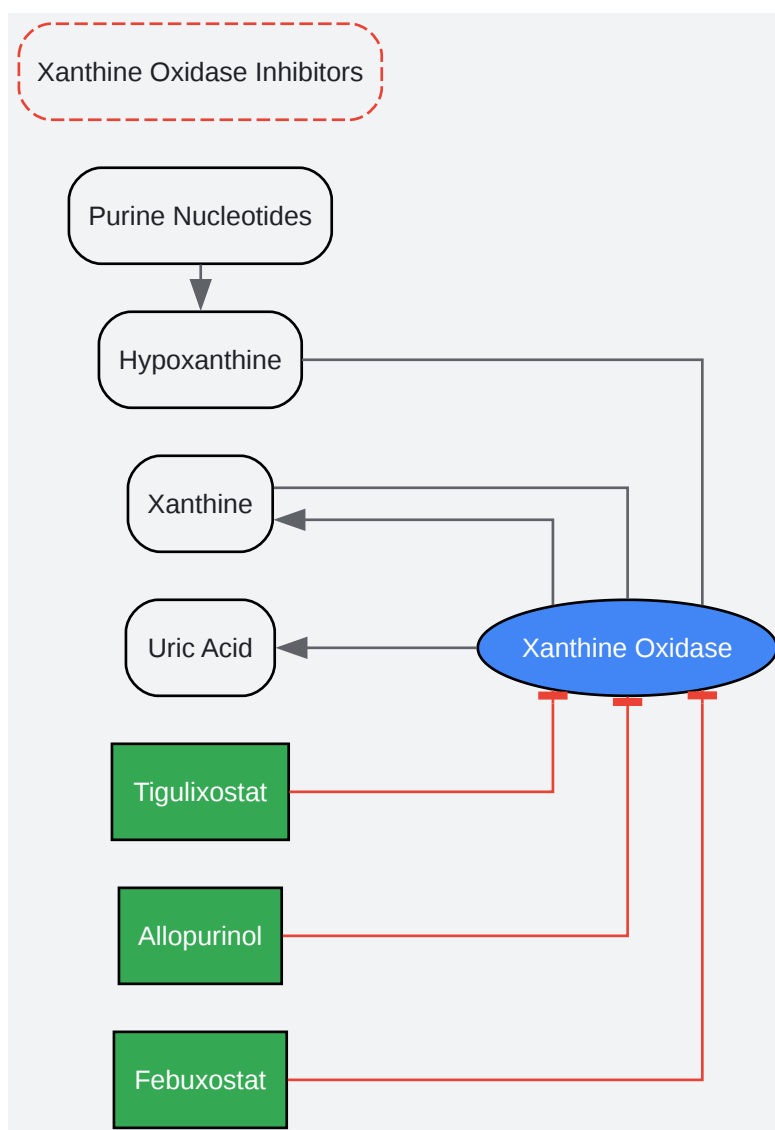 Xanthine Oxidase Inhibitors
Purine Nucleotides
Hypoxanthine
Xanthine
Uric Acid
Xanthine Oxidase
Tigulixostat
Allopurinol
Febuxostat